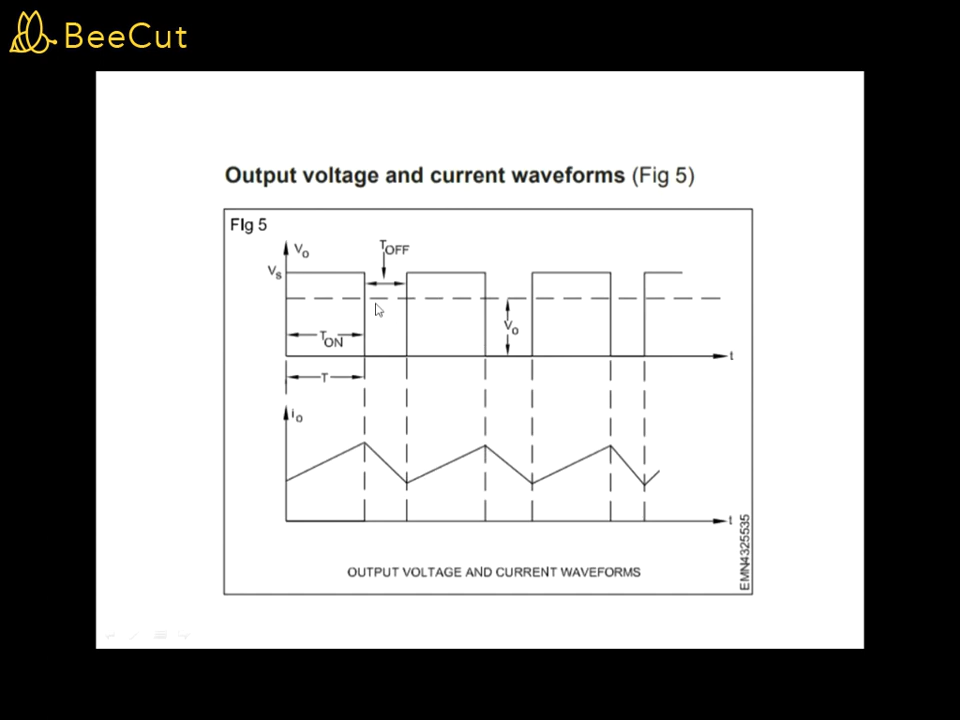 BeeCut
Output voltage and current waveforms (Fig 5)
FIg 5
Vo
TOFF
Vs
Vo
TON
t
T
io
t
EMN4325535
OUTPUT VOLTAGE AND CURRENT WAVEFORMS